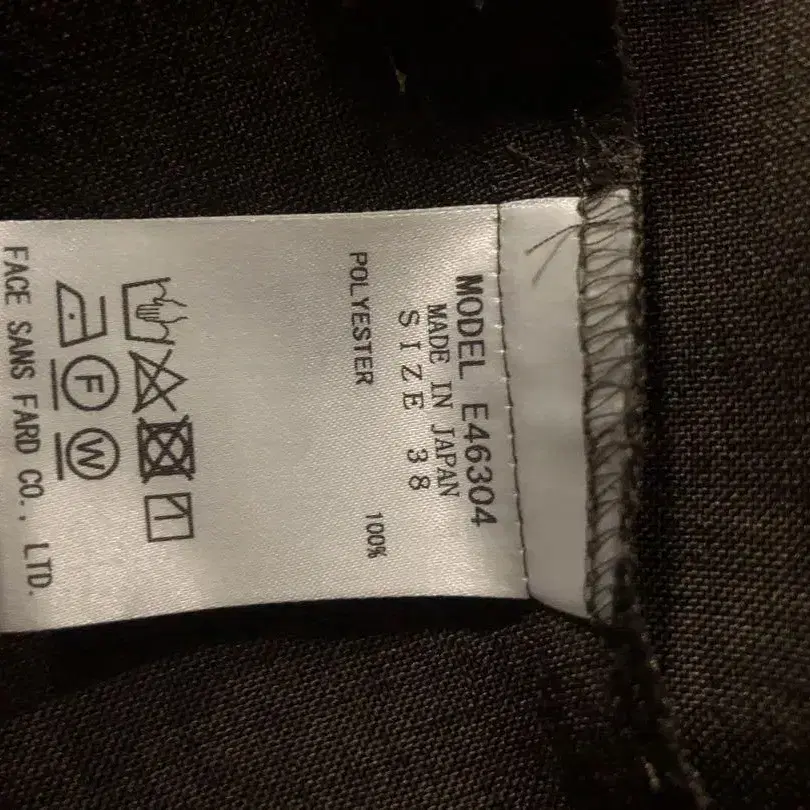 MODEL E46304
MADE IN JAPAN
SIZE 38
POLYESTER 100%
F W
FACE SANS FARD CO., LTD.